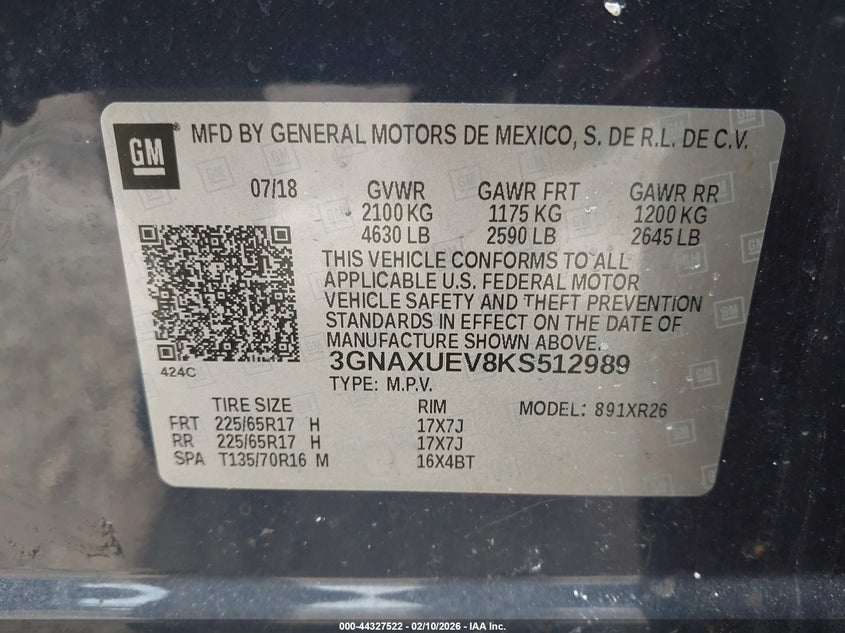 GM ® MFD BY GENERAL MOTORS DE MEXICO, S. DE R.L. DE C.V.
07/18 GVWR GAWR FRT GAWR RR
2100 KG 1175 KG 1200 KG
4630 LB 2590 LB 2645 LB
THIS VEHICLE CONFORMS TO ALL
APPLICABLE U.S. FEDERAL MOTOR
VEHICLE SAFETY AND THEFT PREVENTION
STANDARDS IN EFFECT ON THE DATE OF
MANUFACTURE SHOWN ABOVE.
424C 3GNAXUEV8KS512989
TYPE: M.P.V.
TIRE SIZE RIM MODEL: 891XR26
FRT 225/65R17 H 17X7J
RR 225/65R17 H 17X7J
SPA T135/70R16 M 16X4BT
000-44327522 - 02/10/2026 - IAA Inc.